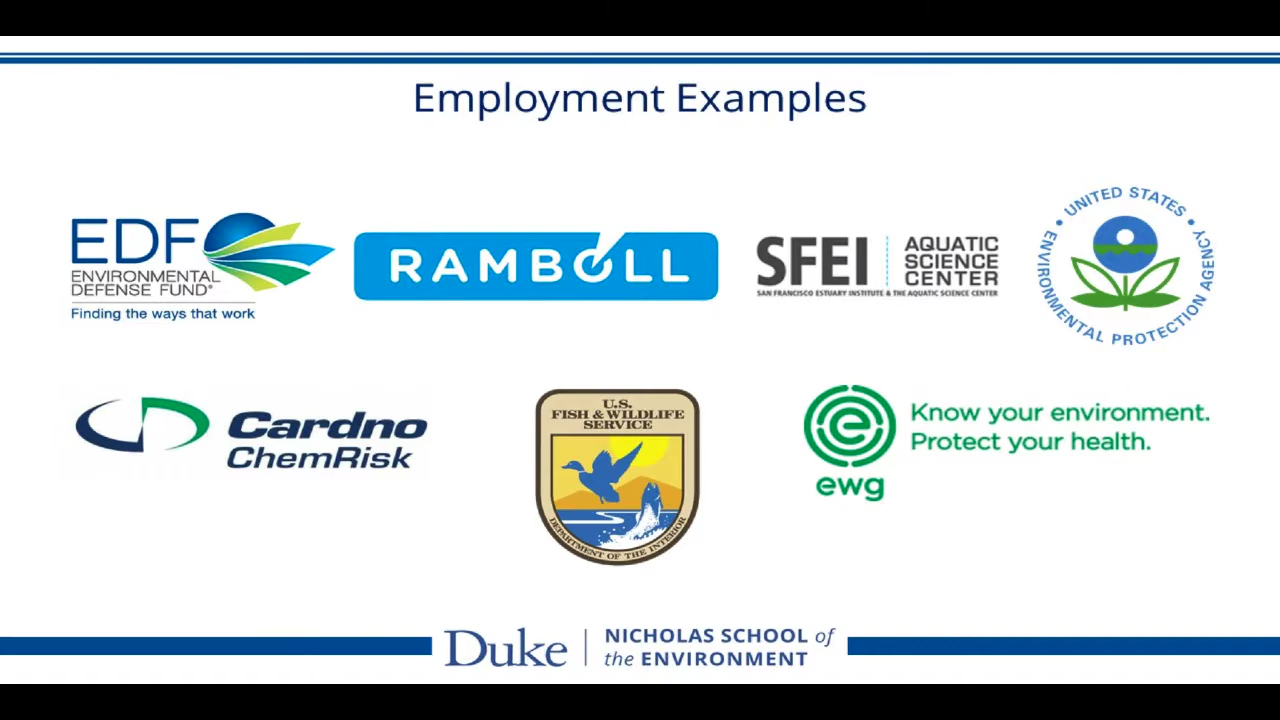 Employment Examples
EDF
ENVIRONMENTAL
DEFENSE FUND®
Finding the ways that work
RAMBOLL
SFEI
AQUATIC
SCIENCE
CENTER
SAN FRANCISCO ESTUARY INSTITUTE & THE AQUATIC SCIENCE CENTER
UNITED STATES
ENVIRONMENTAL PROTECTION AGENCY
Cardno
ChemRisk
U.S.
FISH & WILDLIFE
SERVICE
DEPARTMENT OF THE INTERIOR
e
ewg
Know your environment.
Protect your health.
Duke
NICHOLAS SCHOOL of
the ENVIRONMENT